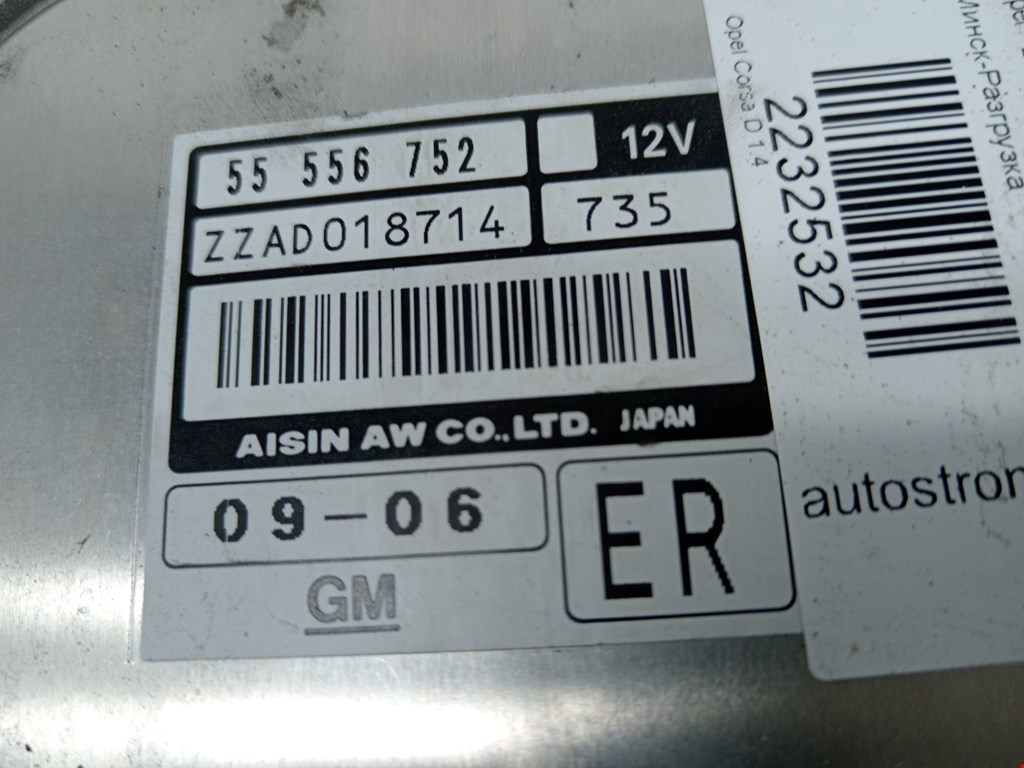 55 556 752
12V
ZZAD018714
735
AISIN AW CO.,LTD. JAPAN
09-06
ER
GM
Минск-Разгрузка
2232532
Opel Corsa D 1.4